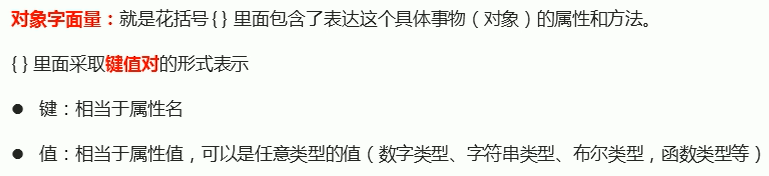 对象字面量：就是花括号{ }里面包含了表达这个具体事物（对象）的属性和方法。
{ }里面采取键值对的形式表示
● 键：相当于属性名
● 值：相当于属性值，可以是任意类型的值（数字类型、字符串类型、布尔类型，函数类型等）